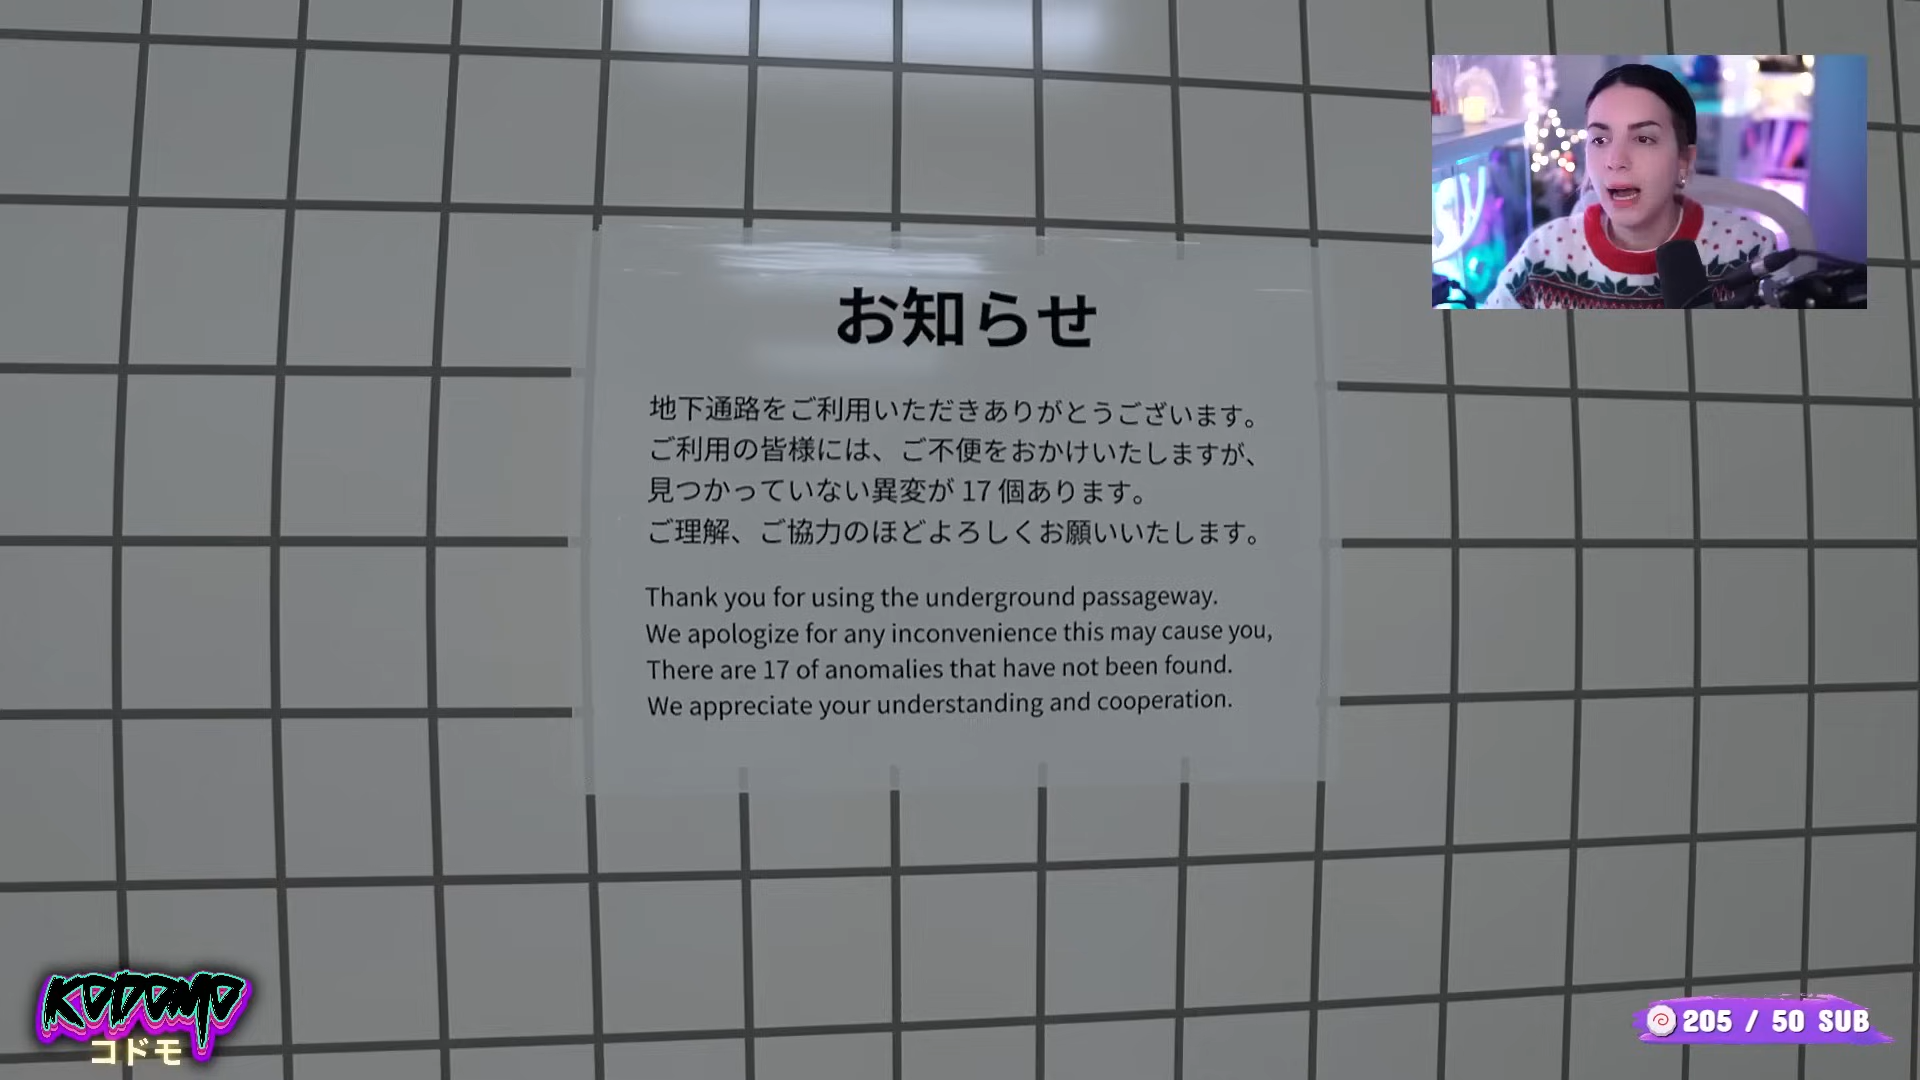 お知らせ
地下通路をご利用いただきありがとうございます。
ご利用の皆様には、ご不便をおかけいたしますが、
見つかっていない異変が 17 個あります。
ご理解、ご協力のほどよろしくお願いいたします。
Thank you for using the underground passageway.
We apologize for any inconvenience this may cause you,
There are 17 of anomalies that have not been found.
We appreciate your understanding and cooperation.
KODOMO
コドモ
205 / 50 SUB